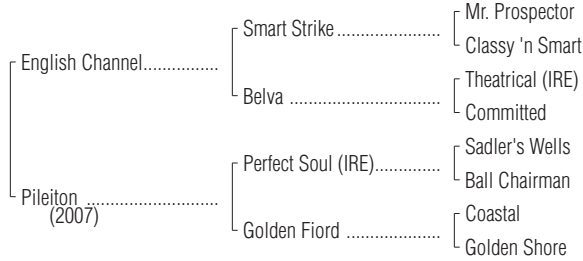 Mr. Prospector
Smart Strike
Classy 'n Smart
English Channel
Theatrical (IRE)
Belva
Committed
Sadler's Wells
Perfect Soul (IRE)
Ball Chairman
Pileiton
(2007)
Coastal
Golden Fiord
Golden Shore